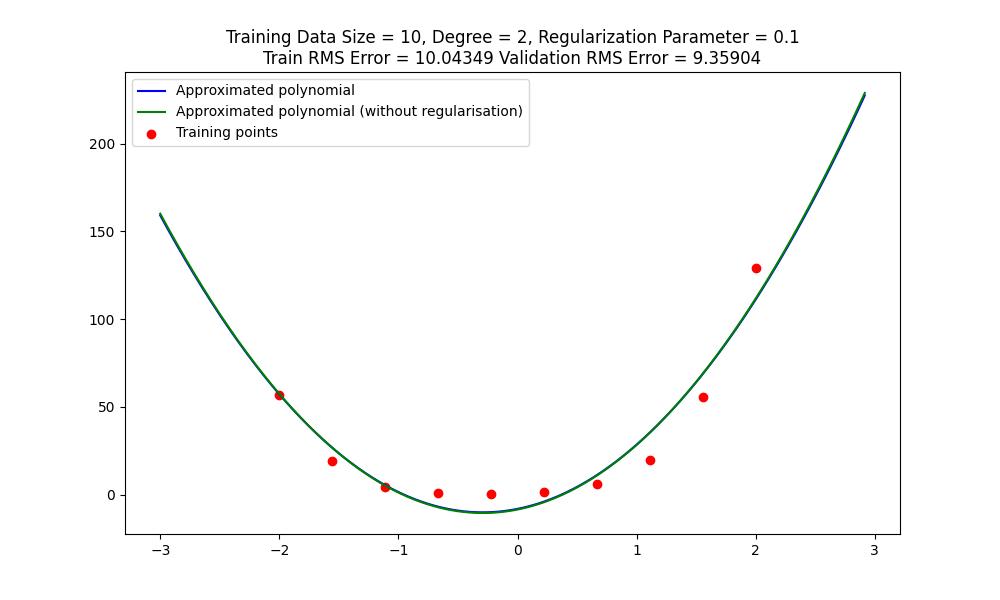 Training Data Size = 10, Degree = 2, Regularization Parameter = 0.1
Train RMS Error = 10.04349 Validation RMS Error = 9.35904
Approximated polynomial
Approximated polynomial (without regularisation)
Training points
200
150
100
50
0
−3
−2
−1
0
1
2
3